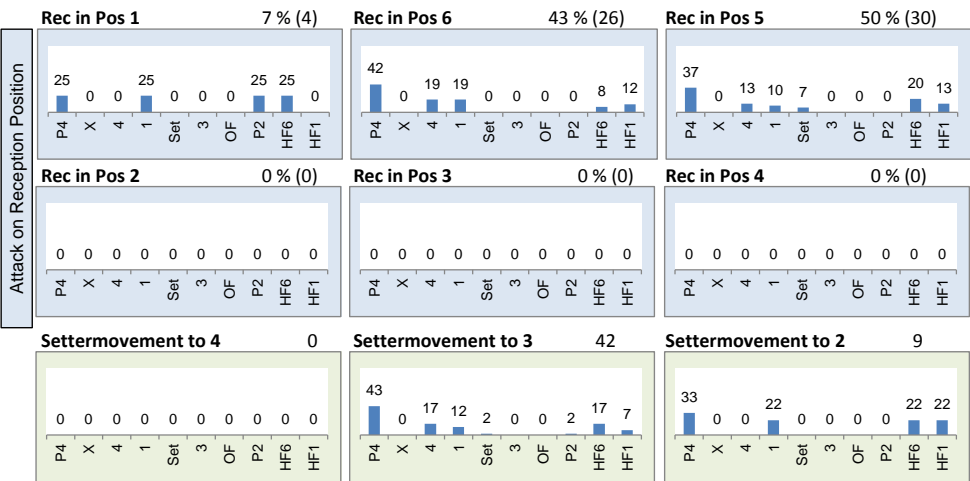 Attack on Reception Position
Rec in Pos 1 7 % (4)
25 0 0 25 0 0 0 25 25 0
P4 X 4 1 Set 3 OF P2 HF6 HF1
Rec in Pos 6 43 % (26)
42 0 19 19 0 0 0 0 8 12
P4 X 4 1 Set 3 OF P2 HF6 HF1
Rec in Pos 5 50 % (30)
37 0 13 10 7 0 0 0 20 13
P4 X 4 1 Set 3 OF P2 HF6 HF1
Rec in Pos 2 0 % (0)
0 0 0 0 0 0 0 0 0 0
P4 X 4 1 Set 3 OF P2 HF6 HF1
Rec in Pos 3 0 % (0)
0 0 0 0 0 0 0 0 0 0
P4 X 4 1 Set 3 OF P2 HF6 HF1
Rec in Pos 4 0 % (0)
0 0 0 0 0 0 0 0 0 0
P4 X 4 1 Set 3 OF P2 HF6 HF1
Settermovement to 4 0
0 0 0 0 0 0 0 0 0 0
P4 X 4 1 Set 3 OF P2 HF6 HF1
Settermovement to 3 42
43 0 17 12 2 0 0 2 17 7
P4 X 4 1 Set 3 OF P2 HF6 HF1
Settermovement to 2 9
33 0 0 22 0 0 0 0 22 22
P4 X 4 1 Set 3 OF P2 HF6 HF1